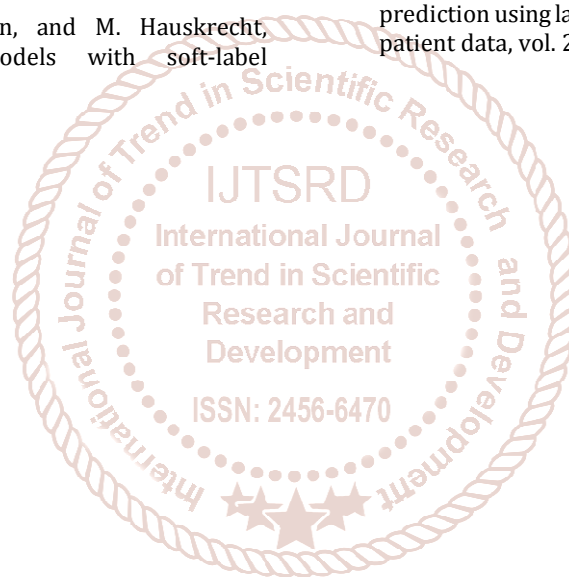 n, and M. Hauskrecht,
odels with soft-label
prediction using la
patient data, vol. 2
International Journal of Trend in Scientific Research and Development
IJTSRD
International Journal
of Trend in Scientific
Research and
Development
ISSN: 2456-6470